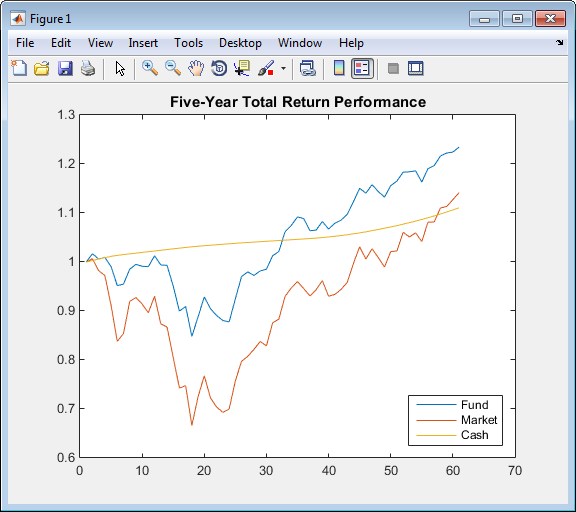 Figure 1
File Edit View Insert Tools Desktop Window Help
Five-Year Total Return Performance
1.3
1.2
1.1
1
0.9
0.8
0.7
0.6
0 10 20 30 40 50 60 70
Fund
Market
Cash